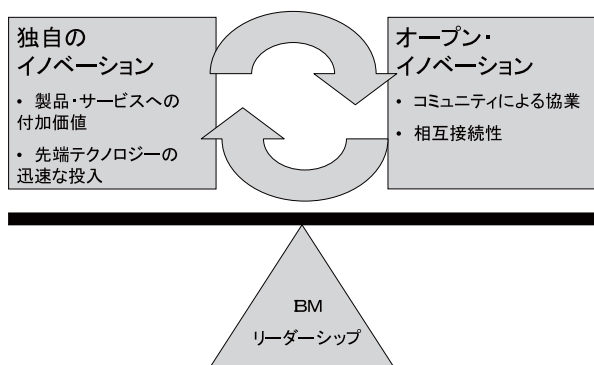 独自の
イノベーション
• 製品・サービスへの
付加価値
• 先端テクノロジーの
迅速な投入
オープン・
イノベーション
• コミュニティによる協業
• 相互接続性
IBM
リーダーシップ